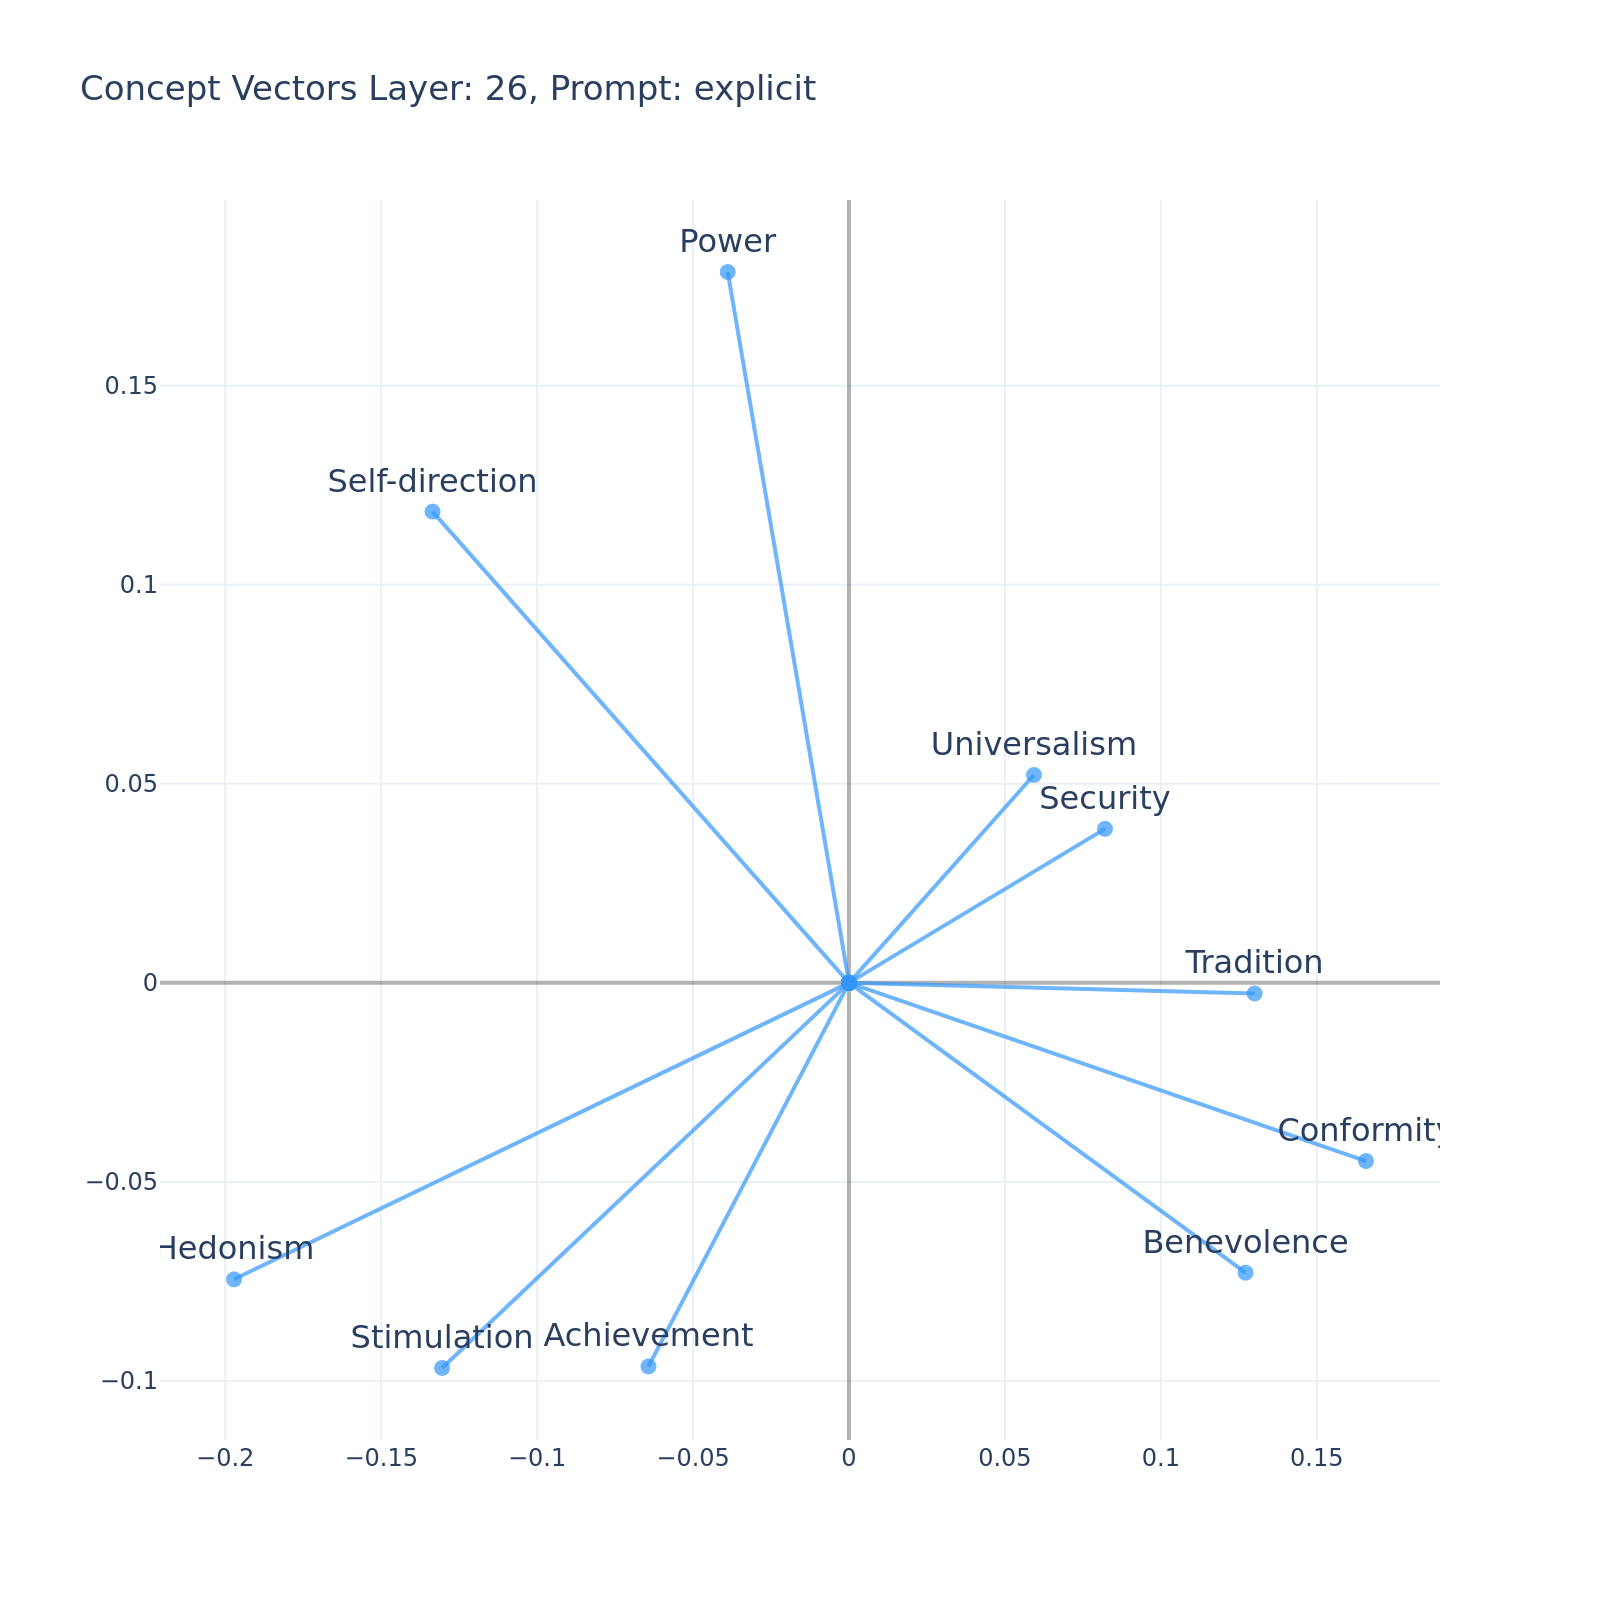 Concept Vectors Layer: 26, Prompt: explicit
Power
0.15
Self-direction
0.1
Universalism
0.05
Security
Tradition
0
Conformity
−0.05
Benevolence
Hedonism
Stimulation Achievement
−0.1
−0.2 −0.15 −0.1 −0.05 0 0.05 0.1 0.15